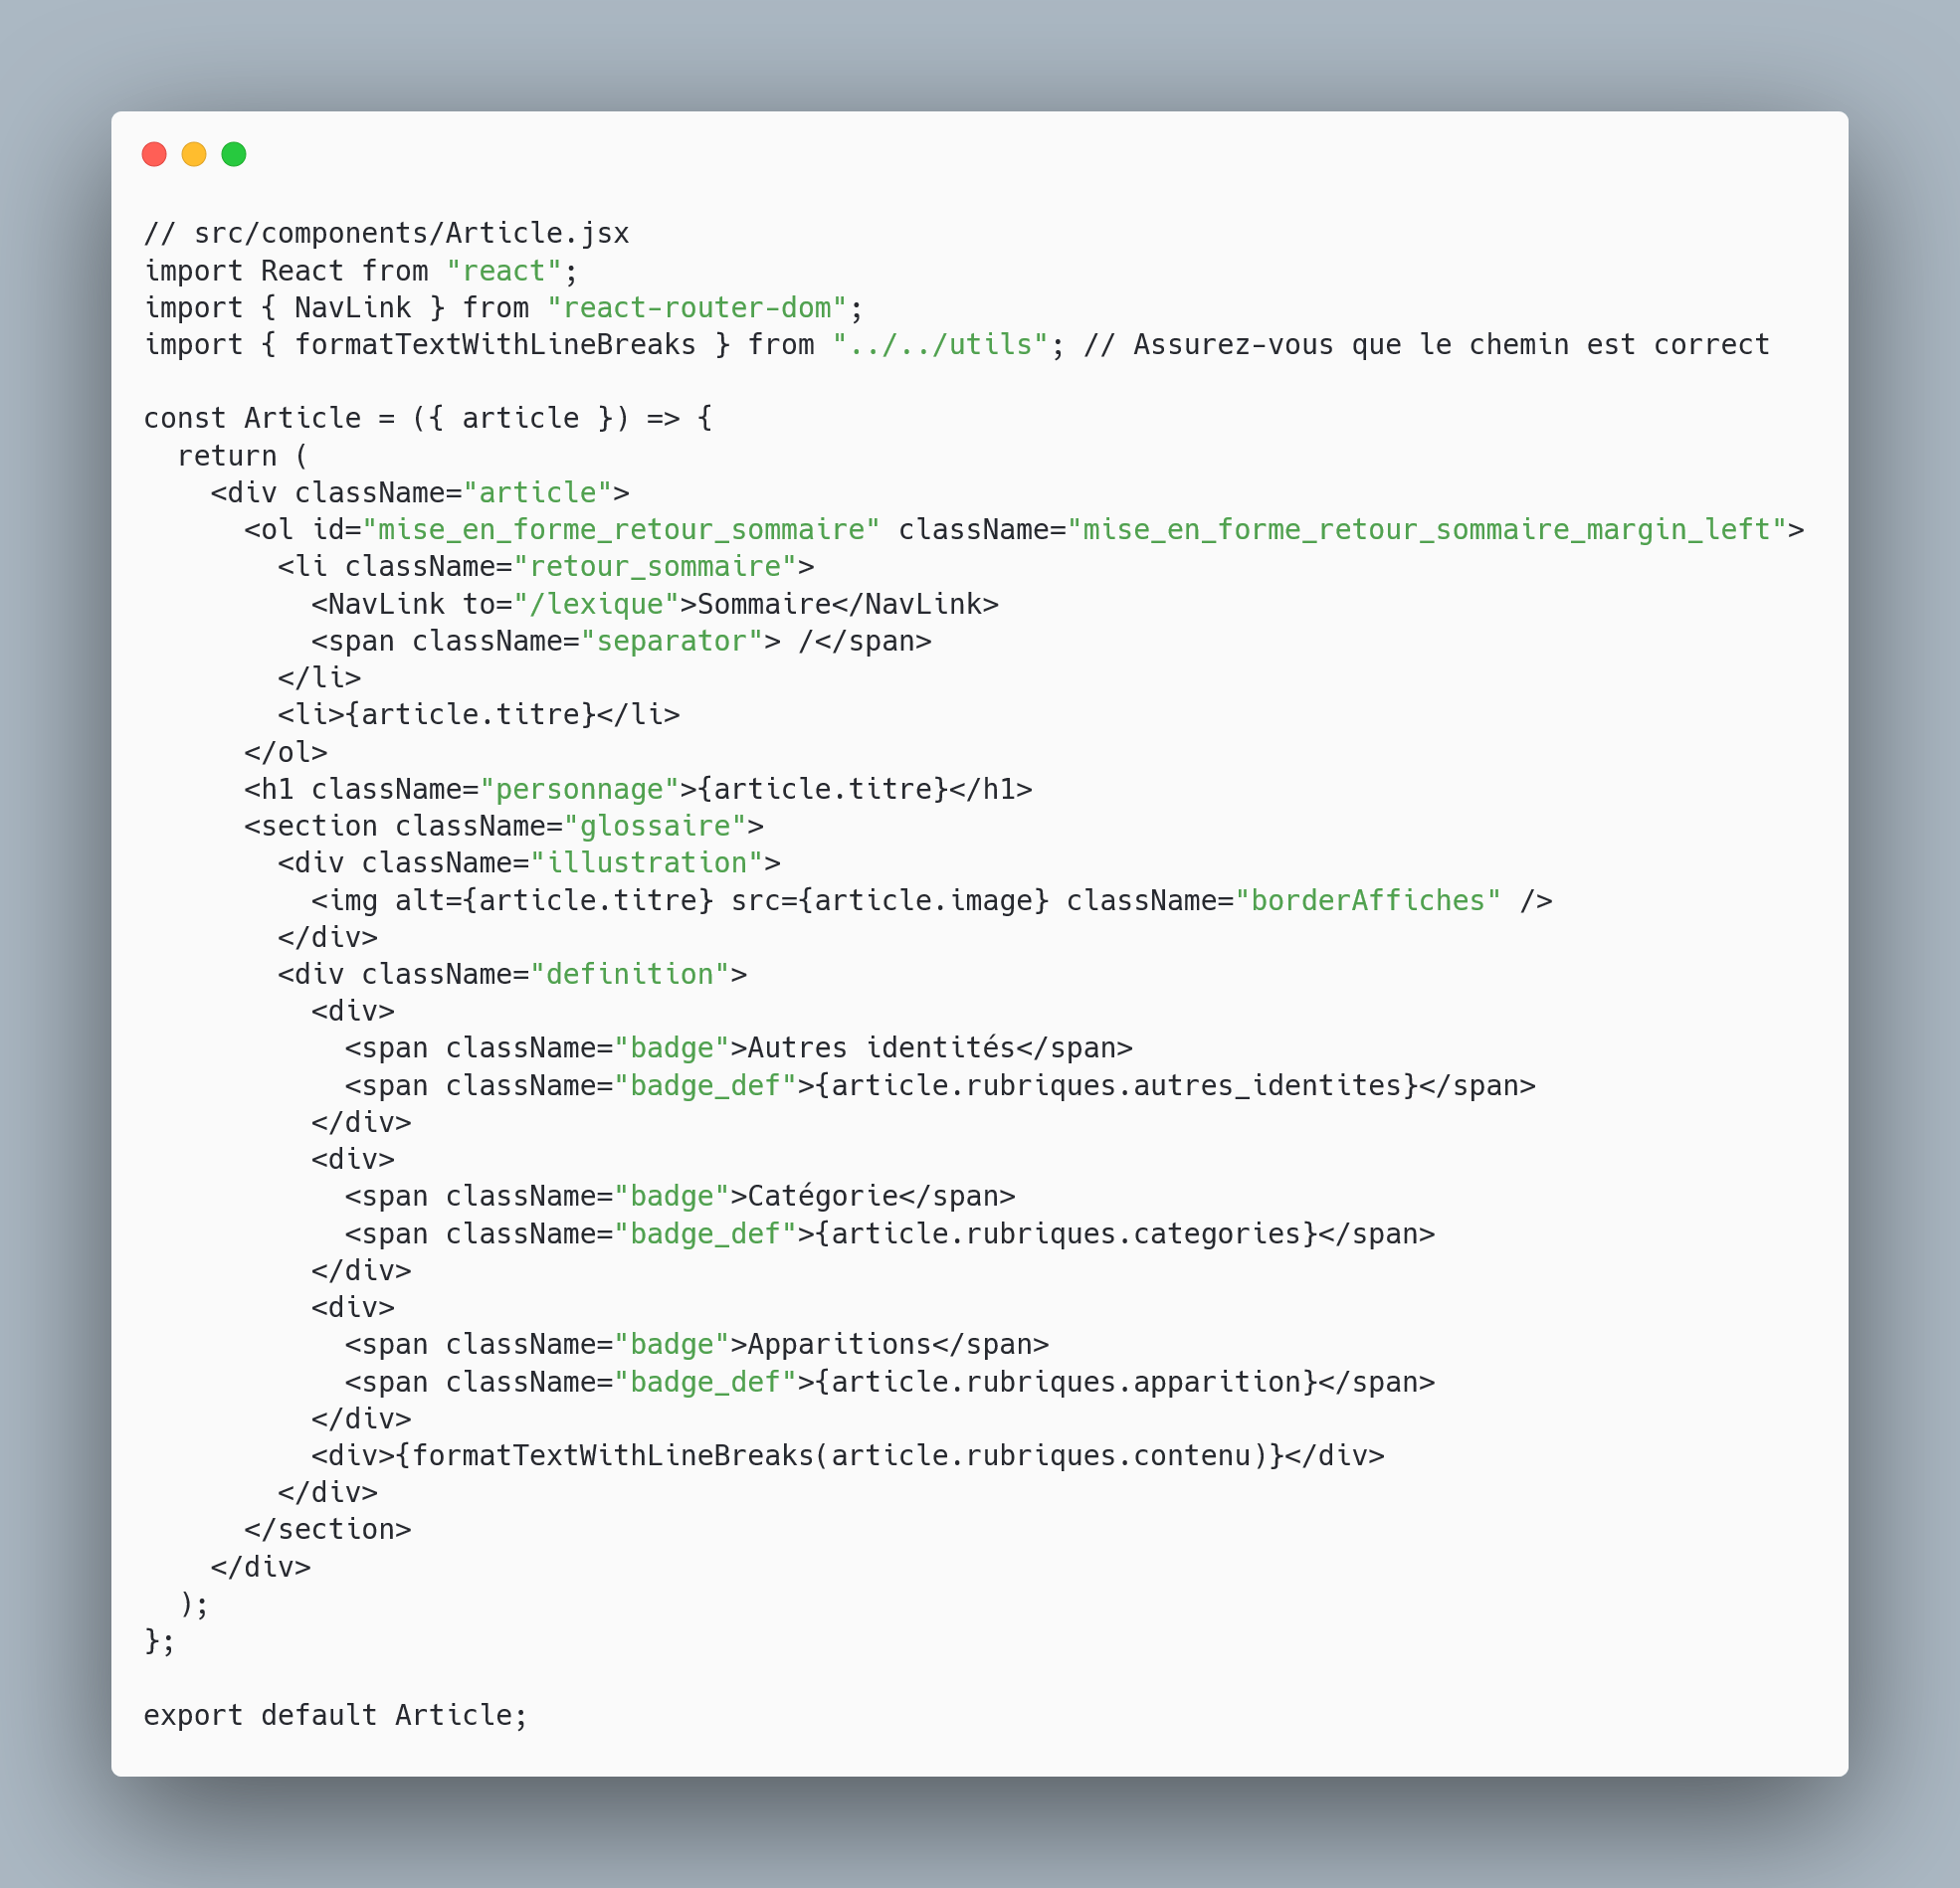 // src/components/Article.jsx
import React from "react";
import { NavLink } from "react-router-dom";
import { formatTextWithLineBreaks } from "../../utils"; // Assurez-vous que le chemin est correct

const Article = ({ article }) => {
  return (
    <div className="article">
      <ol id="mise_en_forme_retour_sommaire" className="mise_en_forme_retour_sommaire_margin_left">
        <li className="retour_sommaire">
          <NavLink to="/lexique">Sommaire</NavLink>
          <span className="separator"> /</span>
        </li>
        <li>{article.titre}</li>
      </ol>
      <h1 className="personnage">{article.titre}</h1>
      <section className="glossaire">
        <div className="illustration">
          <img alt={article.titre} src={article.image} className="borderAffiches" />
        </div>
        <div className="definition">
          <div>
            <span className="badge">Autres identités</span>
            <span className="badge_def">{article.rubriques.autres_identites}</span>
          </div>
          <div>
            <span className="badge">Catégorie</span>
            <span className="badge_def">{article.rubriques.categories}</span>
          </div>
          <div>
            <span className="badge">Apparitions</span>
            <span className="badge_def">{article.rubriques.apparition}</span>
          </div>
          <div>{formatTextWithLineBreaks(article.rubriques.contenu)}</div>
        </div>
      </section>
    </div>
  );
};

export default Article;